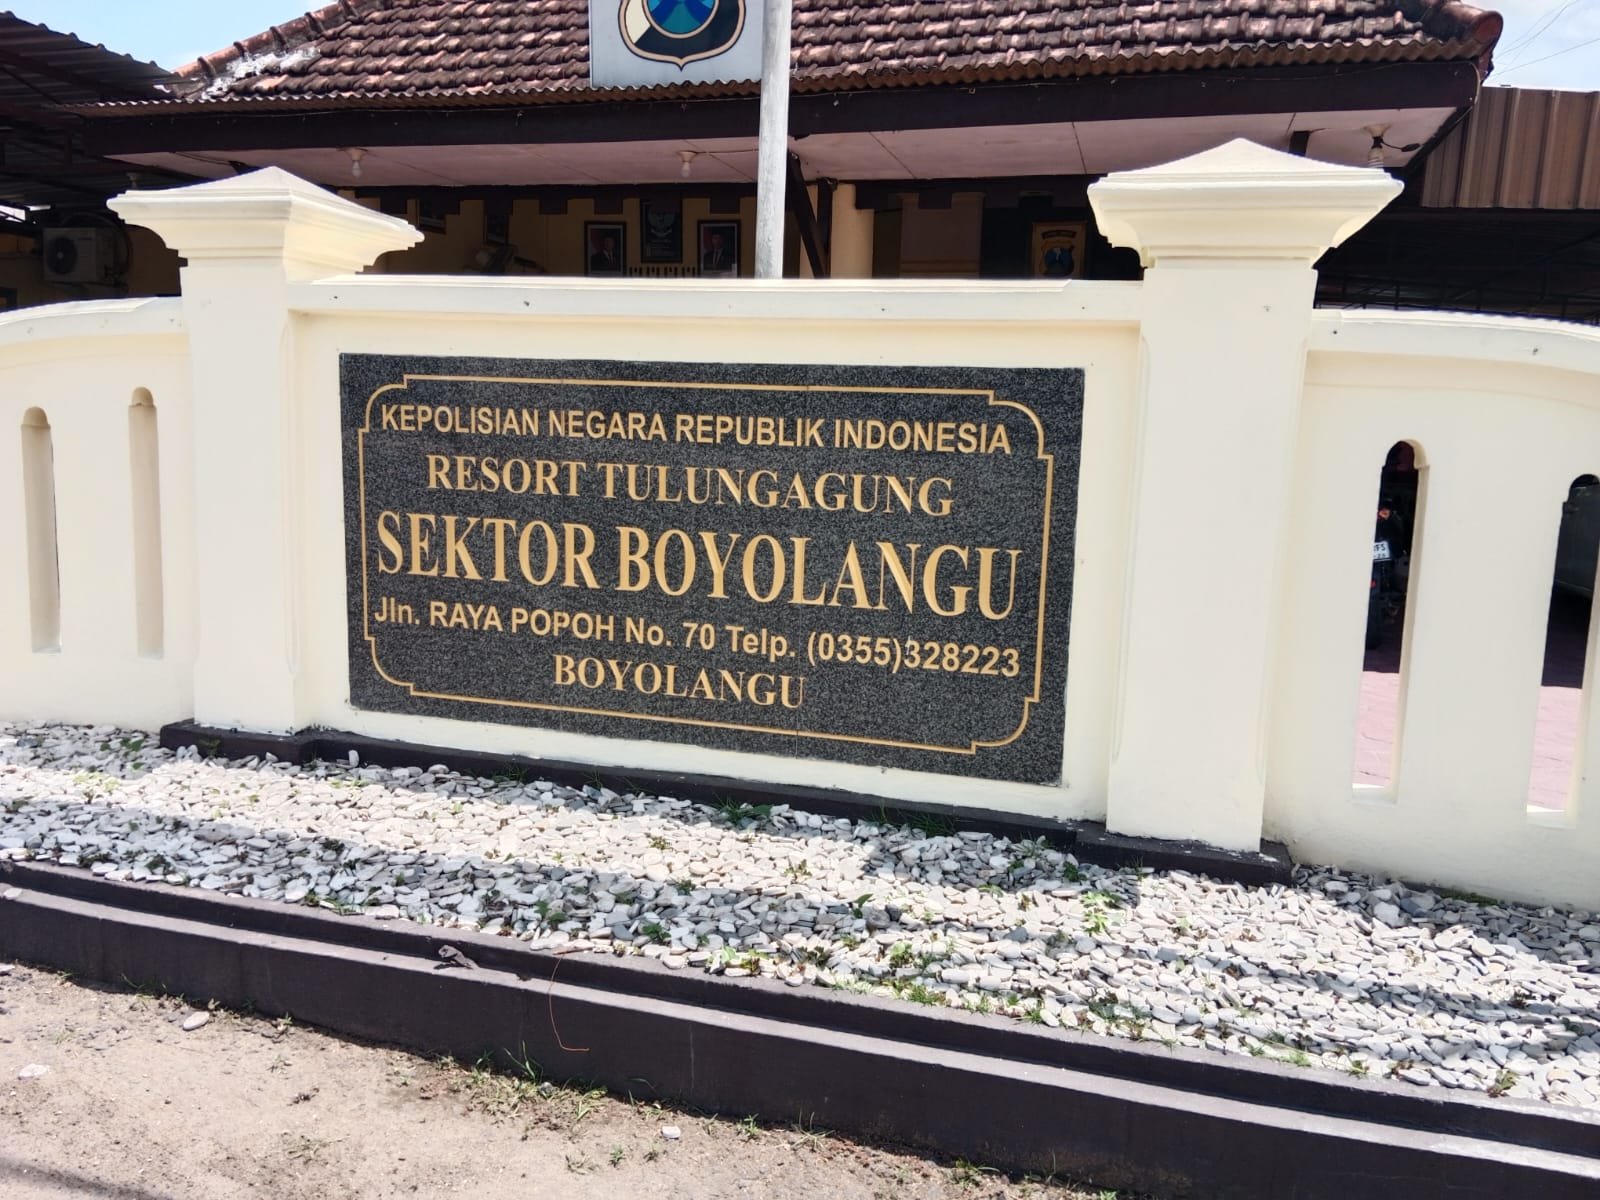 KEPOLISIAN NEGARA REPUBLIK INDONESIA
RESORT TULUNGAGUNG
SEKTOR BOYOLANGU
Jln. RAYA POPOH No. 70 Telp. (0355)328223
BOYOLANGU